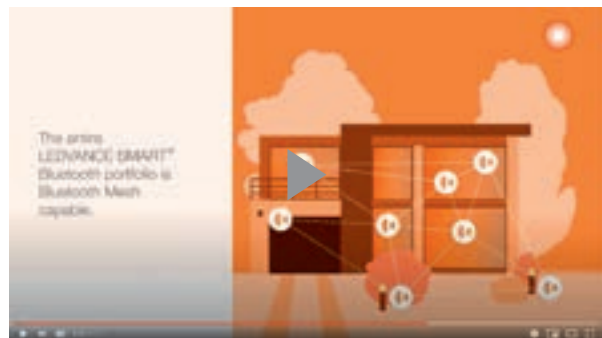 The entire
LEDVANCE SMART+
Bluetooth portfolio is
Bluetooth Mesh
capable.